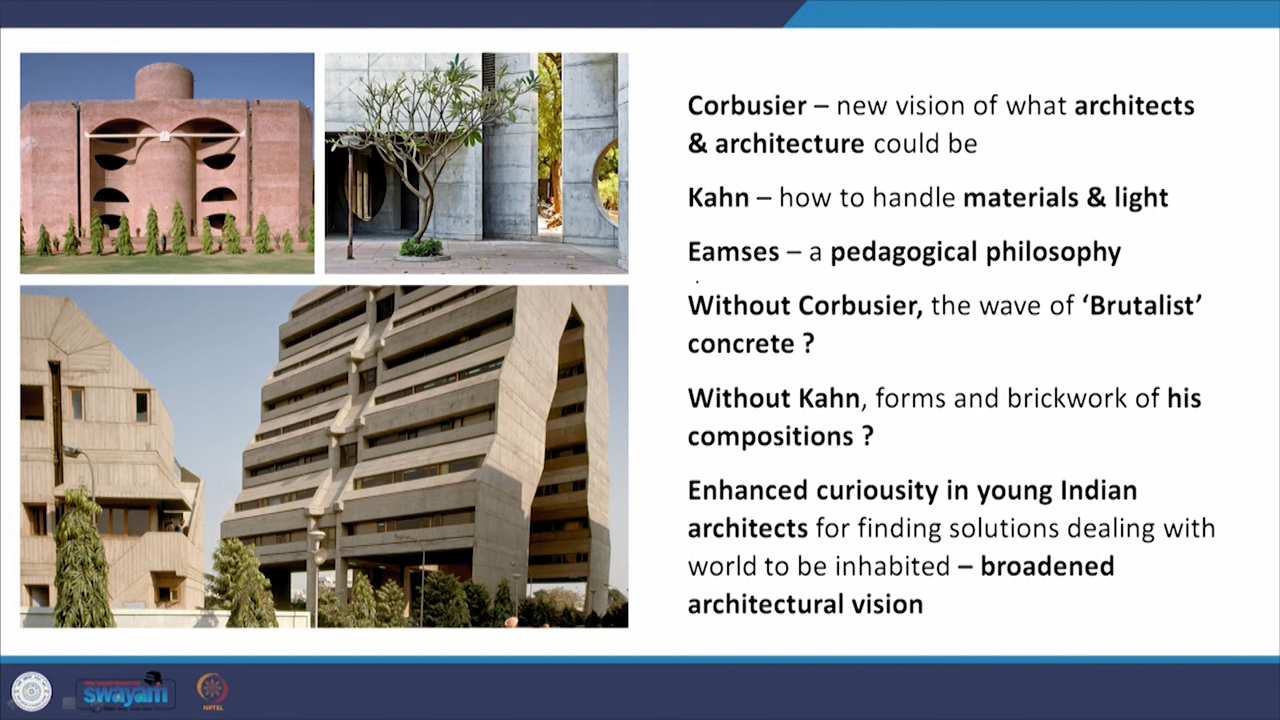 Corbusier – new vision of what architects
& architecture could be
Kahn – how to handle materials & light
Eamses – a pedagogical philosophy
Without Corbusier, the wave of ‘Brutalist’
concrete ?
Without Kahn, forms and brickwork of his
compositions ?
Enhanced curiousity in young Indian
architects for finding solutions dealing with
world to be inhabited – broadened
architectural vision
swayam
NPTEL